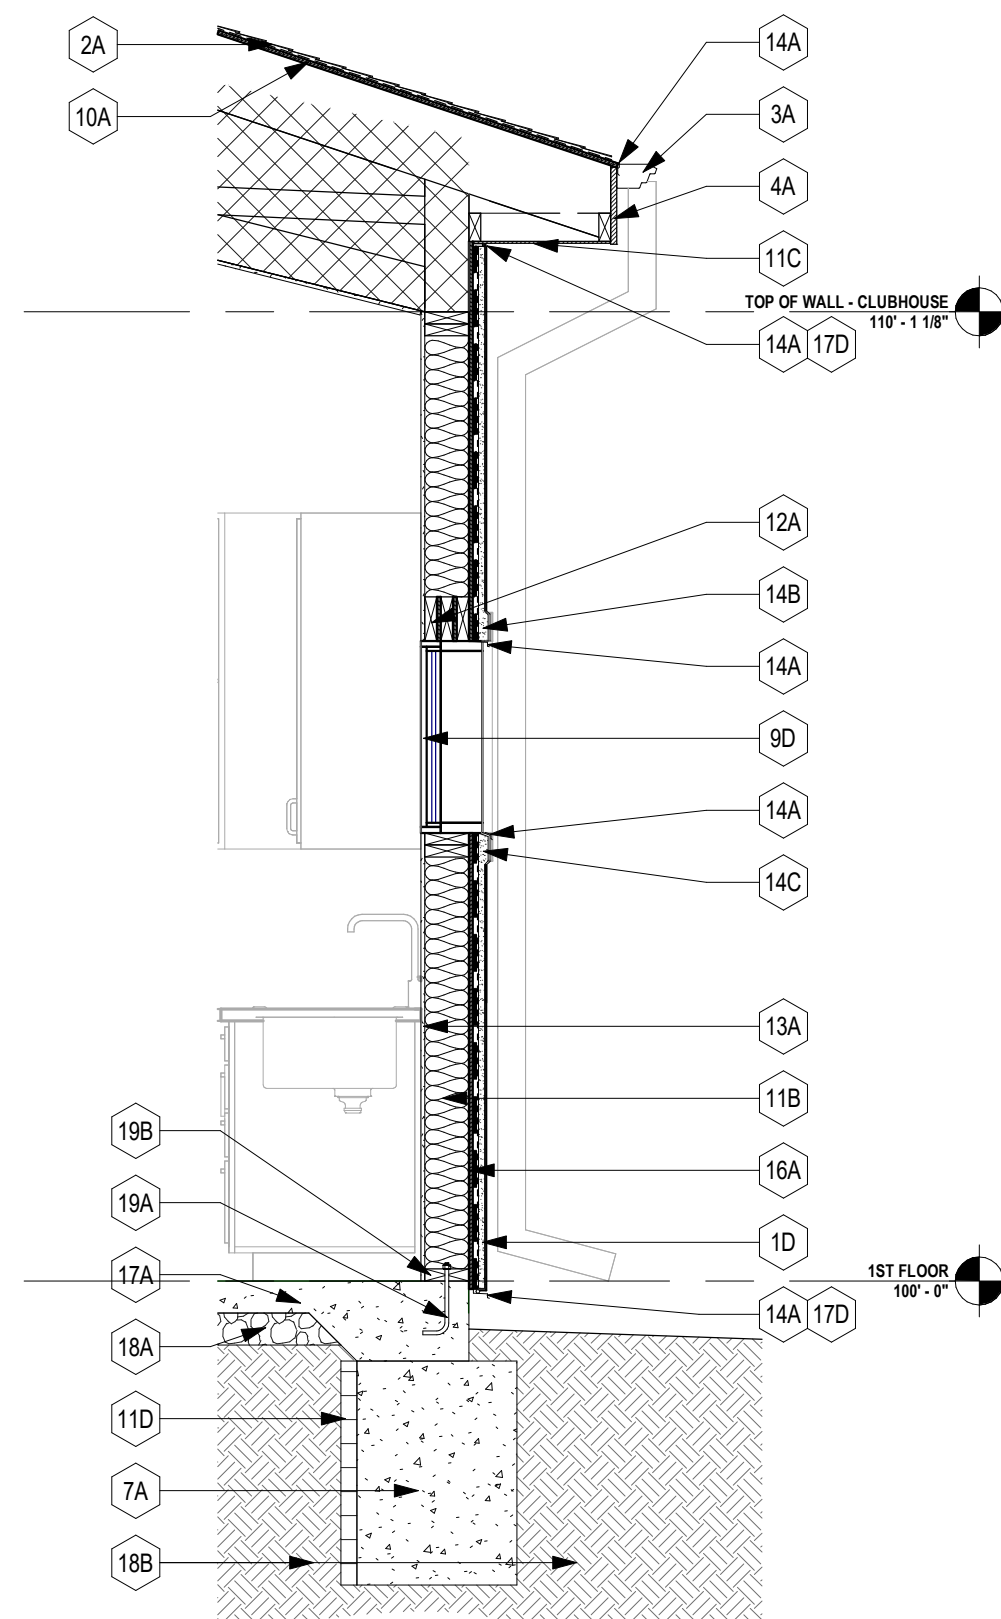 2A
10A
14A
3A
4A
11C
TOP OF WALL - CLUBHOUSE
110' - 1 1/8"
14A 17D
12A
14B
14A
9D
14A
14C
13A
11B
16A
1D
19B
19A
17A
18A
11D
7A
18B
1ST FLOOR
100' - 0"
14A 17D